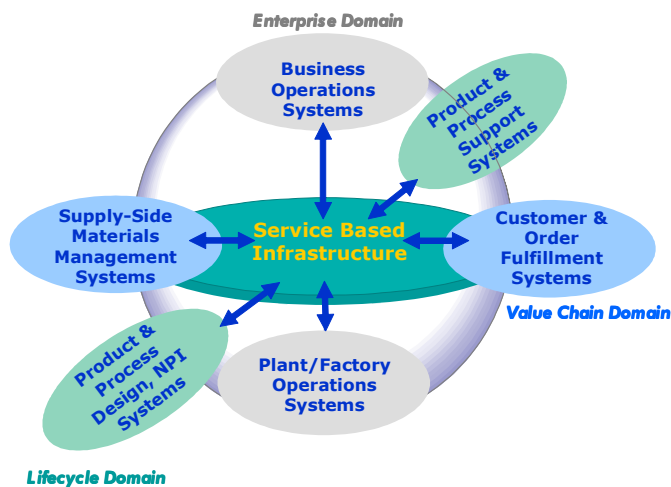 Enterprise Domain
Business
Operations
Systems
Product &
Process
Support
Systems
Supply-Side
Materials
Management
Systems
Service Based
Infrastructure
Customer &
Order
Fulfillment
Systems
Value Chain Domain
Product &
Process
Design, NPI
Systems
Plant/Factory
Operations
Systems
Lifecycle Domain